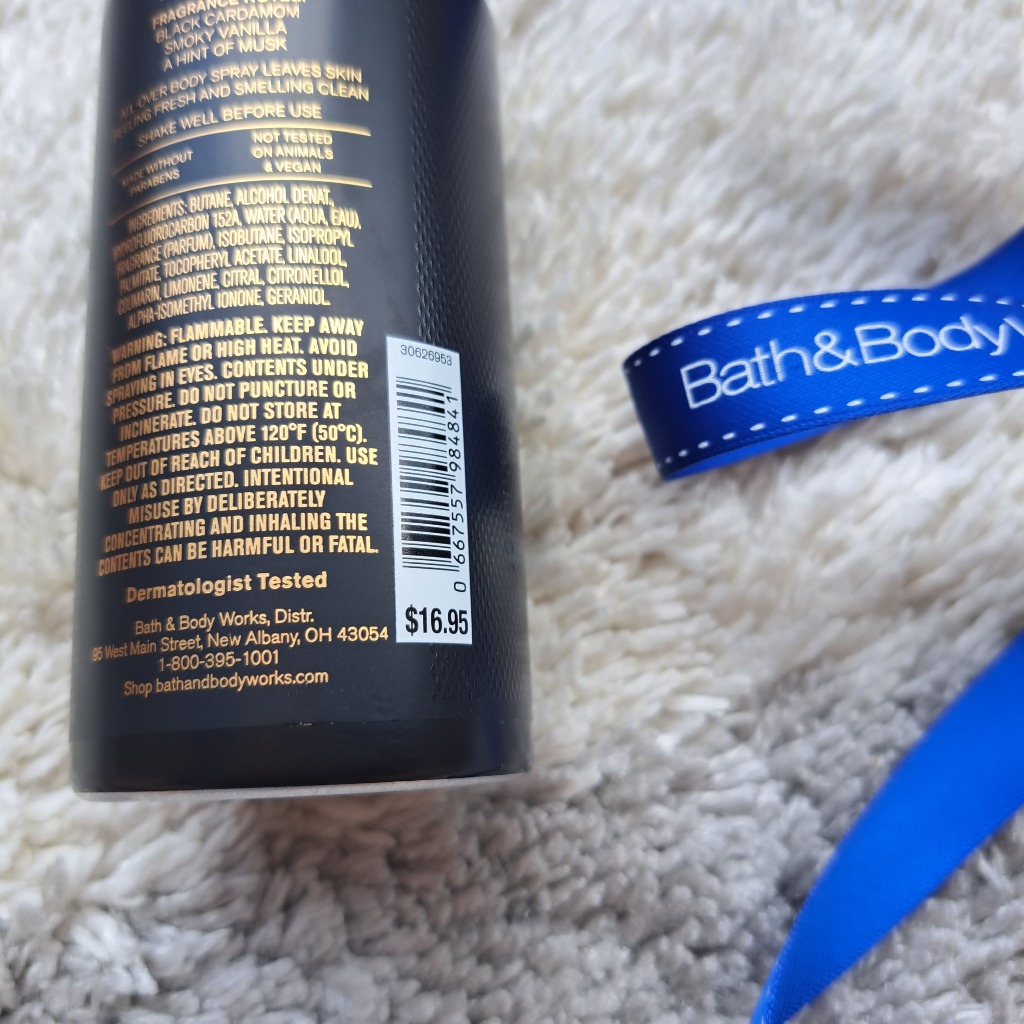 FRAGRANCE NOTES:
BLACK CARDAMOM
SMOKY VANILLA
A HINT OF MUSK
ALL OVER BODY SPRAY LEAVES SKIN
FEELING FRESH AND SMELLING CLEAN
SHAKE WELL BEFORE USE
MADE WITHOUT
PARABENS
NOT TESTED
ON ANIMALS
& VEGAN
INGREDIENTS: BUTANE, ALCOHOL DENAT.,
HYDROFLUOROCARBON 152A, WATER (AQUA, EAU),
FRAGRANCE (PARFUM), ISOBUTANE, ISOPROPYL
PALMITATE, TOCOPHERYL ACETATE, LINALOOL,
COUMARIN, LIMONENE, CITRAL, CITRONELLOL,
ALPHA-ISOMETHYL IONONE, GERANIOL.
WARNING: FLAMMABLE. KEEP AWAY
FROM FLAME OR HIGH HEAT. AVOID
SPRAYING IN EYES. CONTENTS UNDER
PRESSURE. DO NOT PUNCTURE OR
INCINERATE. DO NOT STORE AT
TEMPERATURES ABOVE 120°F (50°C).
KEEP OUT OF REACH OF CHILDREN. USE
ONLY AS DIRECTED. INTENTIONAL
MISUSE BY DELIBERATELY
CONCENTRATING AND INHALING THE
CONTENTS CAN BE HARMFUL OR FATAL.
Dermatologist Tested
Bath & Body Works, Distr.
95 West Main Street, New Albany, OH 43054
1-800-395-1001
Shop bathandbodyworks.com
30626953
0 667557 984841
$16.95
Bath&BodyW